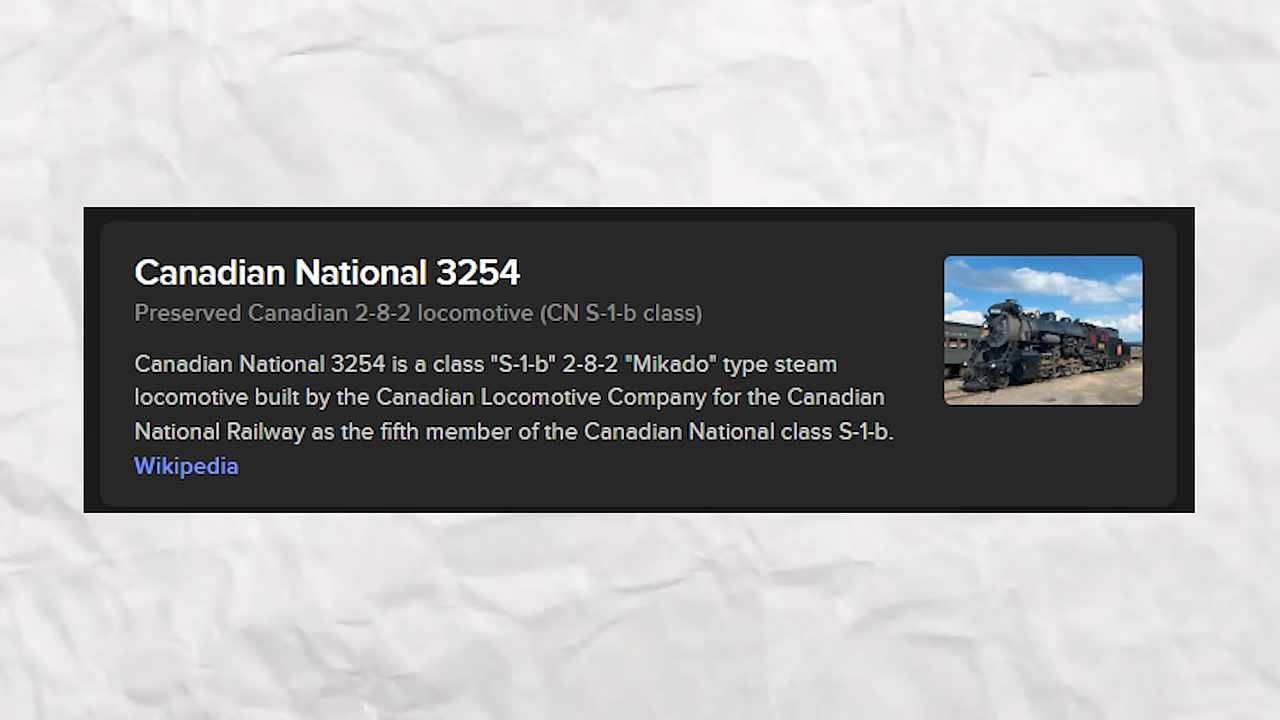 Canadian National 3254
Preserved Canadian 2-8-2 locomotive (CN S-1-b class)
Canadian National 3254 is a class "S-1-b" 2-8-2 "Mikado" type steam
locomotive built by the Canadian Locomotive Company for the Canadian
National Railway as the fifth member of the Canadian National class S-1-b.
Wikipedia